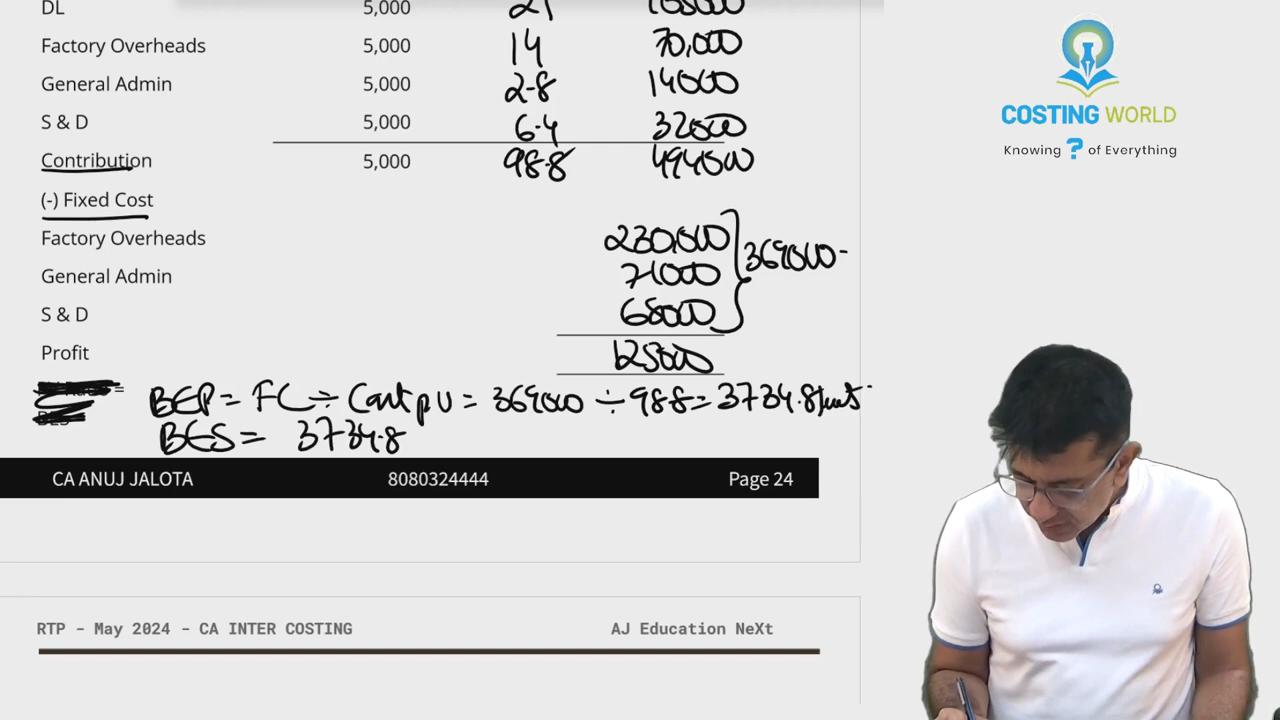 DL 5,000 21 105000
Factory Overheads 5,000 14 70,000
General Admin 5,000 2.8 14000
S & D 5,000 6.4 32000
Contribution 5,000 98.8 494000
(-) Fixed Cost
Factory Overheads 230,000
General Admin 71000
S & D 68000
369000
Profit 125000
BEP = FC ÷ Cont p U = 369000 ÷ 98.8 = 3734.8 units
BES = 3734.8
CA ANUJ JALOTA 8080324444 Page 24
RTP - May 2024 - CA INTER COSTING AJ Education NeXt
COSTING WORLD
Knowing ? of Everything